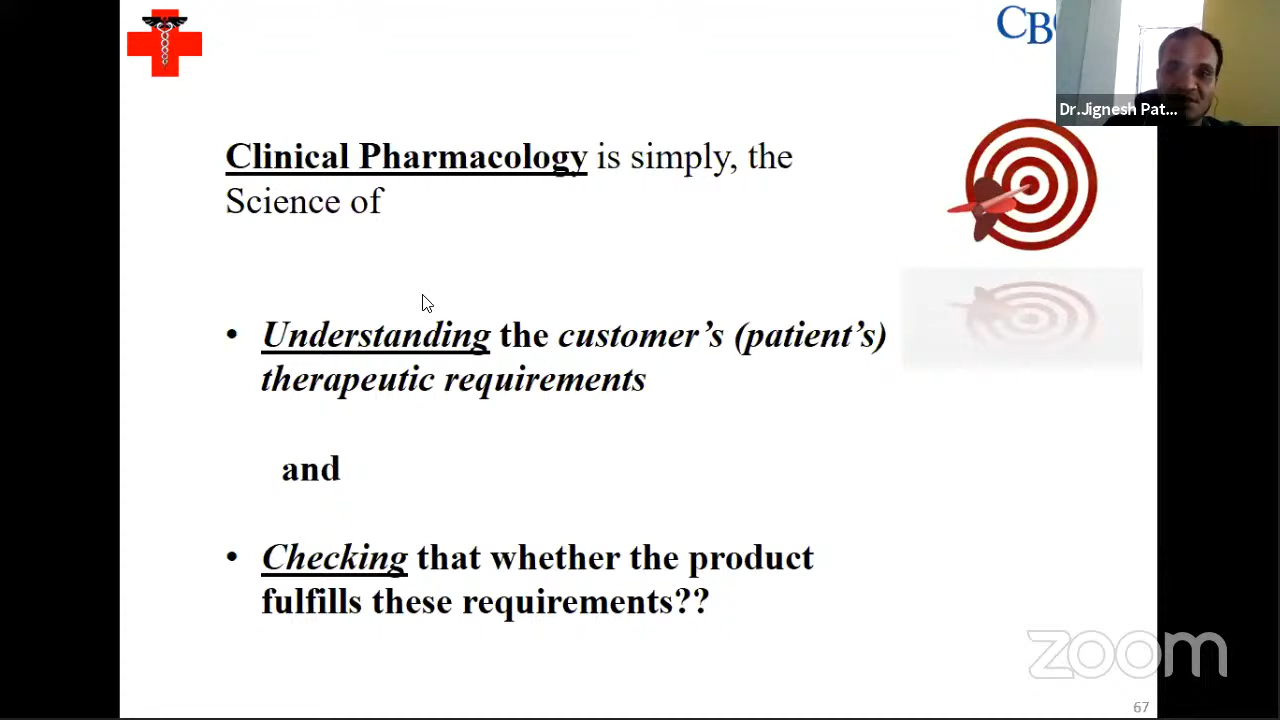 CB
Dr.Jignesh Pat...
Clinical Pharmacology is simply, the
Science of
• Understanding the customer’s (patient’s)
therapeutic requirements
and
• Checking that whether the product
fulfills these requirements??
zoom
67